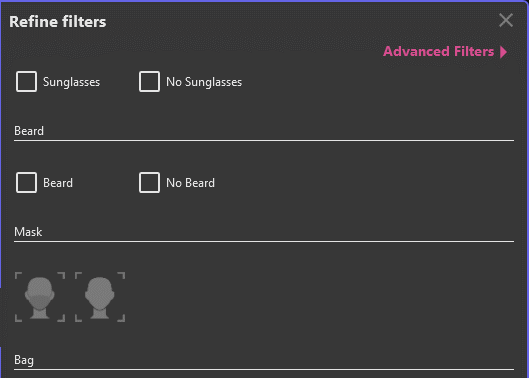 Refine filters
Advanced Filters
Sunglasses No Sunglasses
Beard
Beard No Beard
Mask
Bag